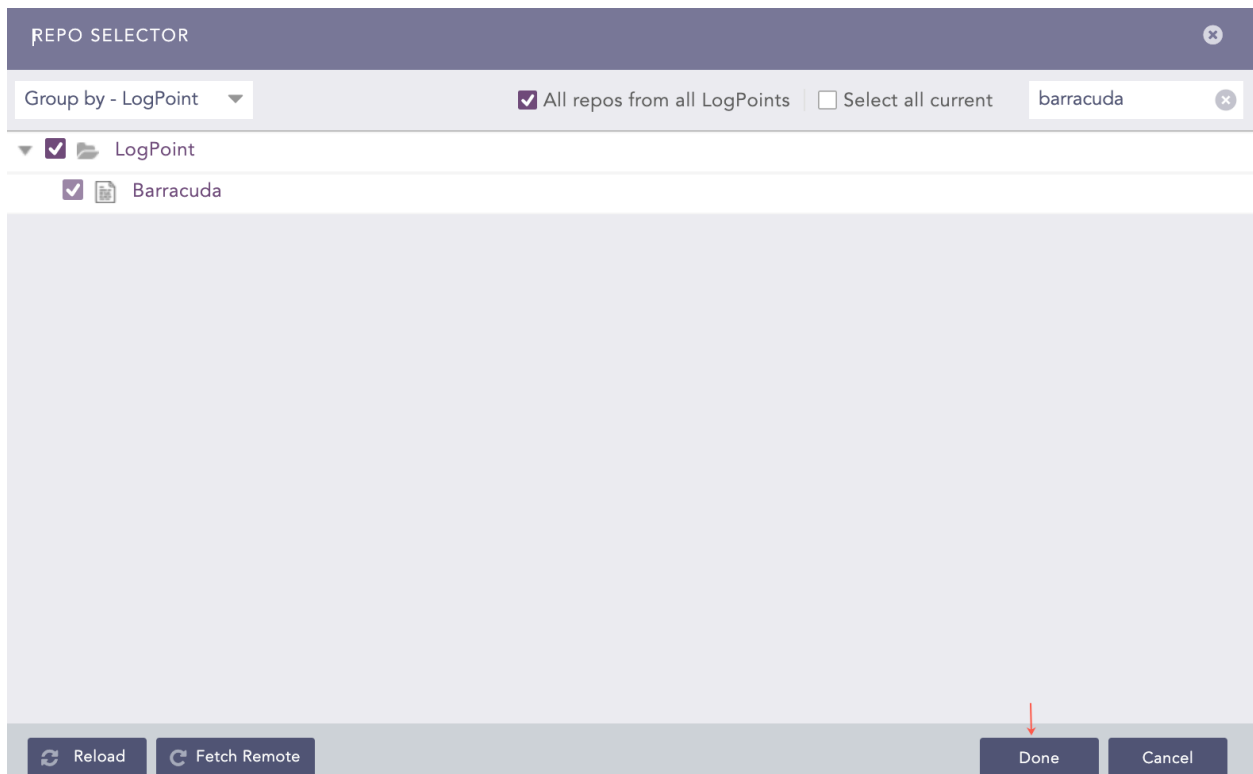 REPO SELECTOR
Group by - LogPoint All repos from all LogPoints Select all current barracuda
LogPoint
Barracuda
Reload Fetch Remote Done Cancel